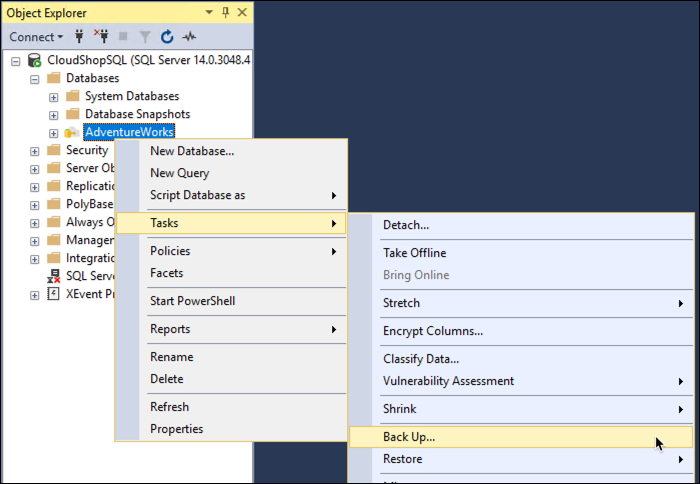 Object Explorer
Connect
CloudShopSQL (SQL Server 14.0.3048.4
Databases
System Databases
Database Snapshots
AdventureWorks
Security
Server Ob
Replicatio
PolyBase
Always O
Managem
Integratio
SQL Serve
XEvent Pr
New Database...
New Query
Script Database as
Tasks
Policies
Facets
Start PowerShell
Reports
Rename
Delete
Refresh
Properties
Detach...
Take Offline
Bring Online
Stretch
Encrypt Columns...
Classify Data...
Vulnerability Assessment
Shrink
Back Up...
Restore